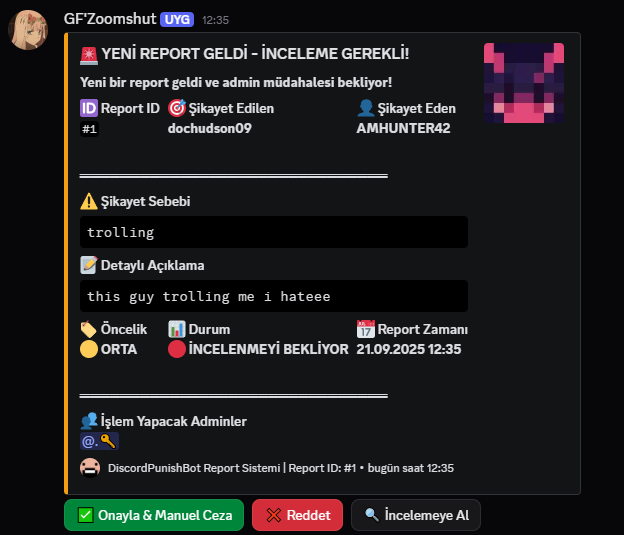 GF'Zoomshut UYG 12:35
YENİ REPORT GELDİ - İNCELEME GEREKLİ!
Yeni bir report geldi ve admin müdahalesi bekliyor!
ID Report ID Şikayet Edilen Şikayet Eden
#1 dochudson09 AMHUNTER42
Şikayet Sebebi
trolling
Detaylı Açıklama
this guy trolling me i hateee
Öncelik Durum Report Zamanı
ORTA İNCELENMEYİ BEKLİYOR 21.09.2025 12:35
İşlem Yapacak Adminler
@.🔑
DiscordPunishBot Report Sistemi | Report ID: #1 • bugün saat 12:35
Onayla & Manuel Ceza Reddet İncelemeye Al